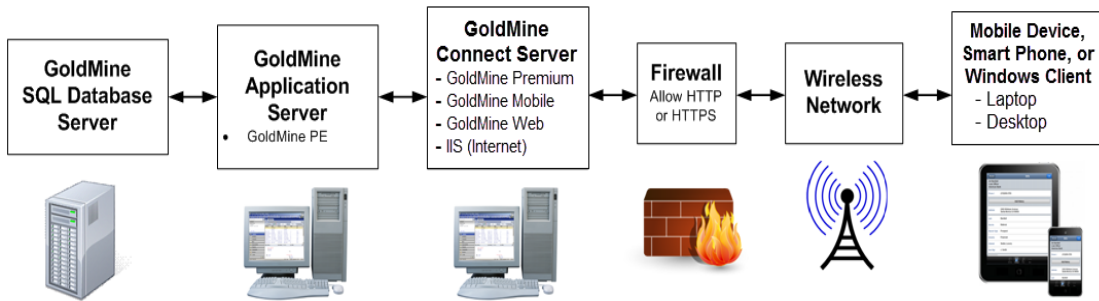 GoldMine
SQL Database
Server
GoldMine
Application
Server
• GoldMine PE
GoldMine
Connect Server
- GoldMine Premium
- GoldMine Mobile
- GoldMine Web
- IIS (Internet)
Firewall
Allow HTTP
or HTTPS
Wireless
Network
Mobile Device,
Smart Phone, or
Windows Client
- Laptop
- Desktop